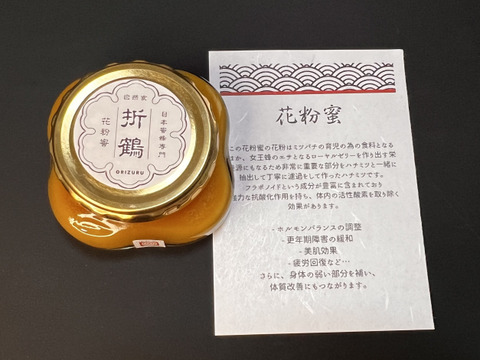 自然家
折鶴
日本蜜蜂専門
花粉蜜
ORIZURU
花粉蜜
この花粉蜜の花粉はミツバチの育児の為の食料となる
ほか、女王蜂のエサとなるローヤルゼリーを作り出す栄
養源にもなるため非常に重要な部分をハチミツと一緒に
抽出して丁寧に濾過をして作ったハチミツです。
フラボノイドという成分が豊富に含まれており
強力な抗酸化作用を持ち、体内の活性酸素を取り除く
効果があります。
- ホルモンバランスの調整
- 更年期障害の緩和
- 美肌効果
- 疲労回復など…
さらに、身体の弱い部分を補い、
体質改善にもつながります。